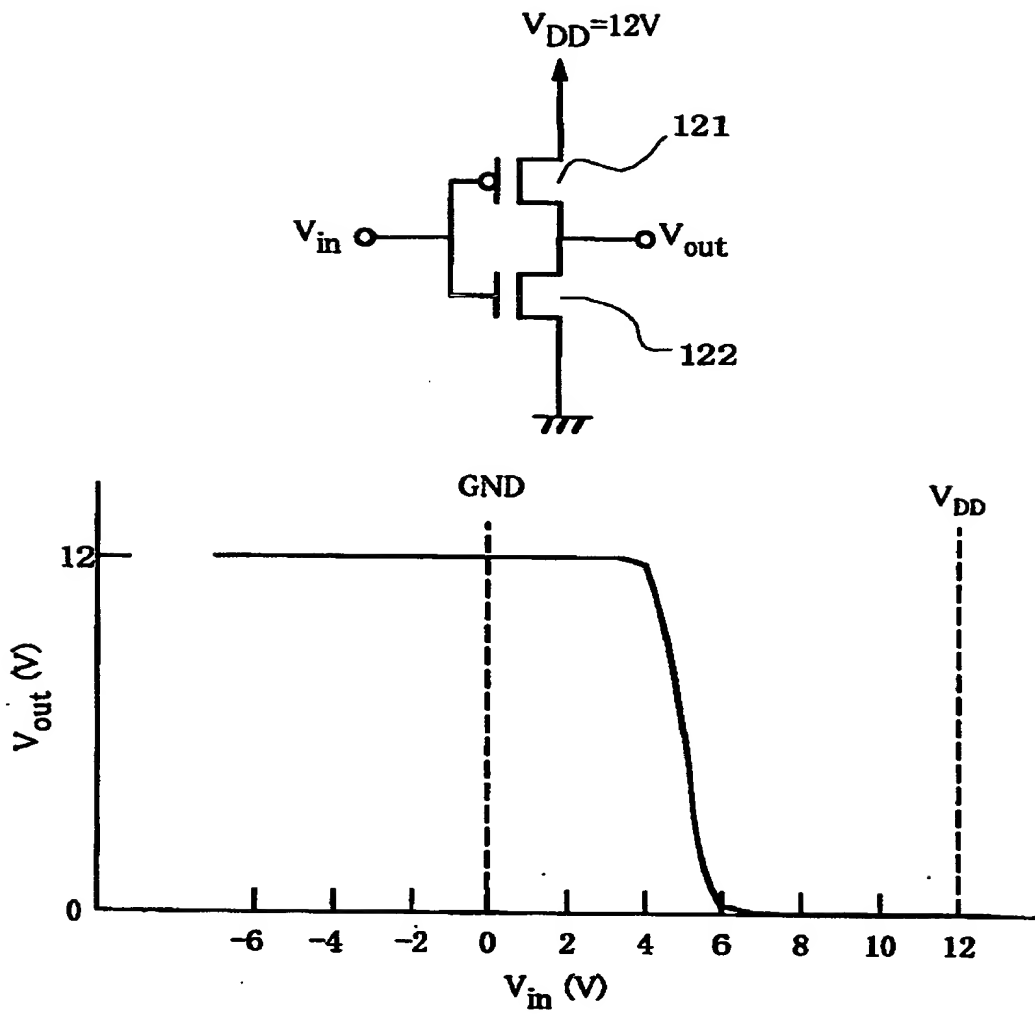 V_DD=12V
121
V_in
V_out
122
GND
V_DD
12
V_out (V)
0
-6 -4 -2 0 2 4 6 8 10 12
V_in (V)